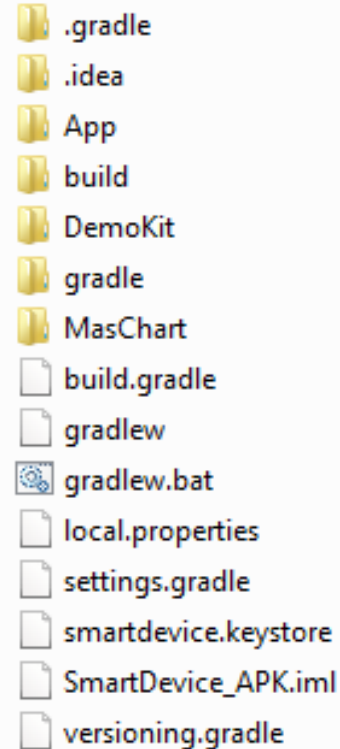 .gradle
.idea
App
build
DemoKit
gradle
MasChart
build.gradle
gradlew
gradlew.bat
local.properties
settings.gradle
smartdevice.keystore
SmartDevice_APK.iml
versioning.gradle